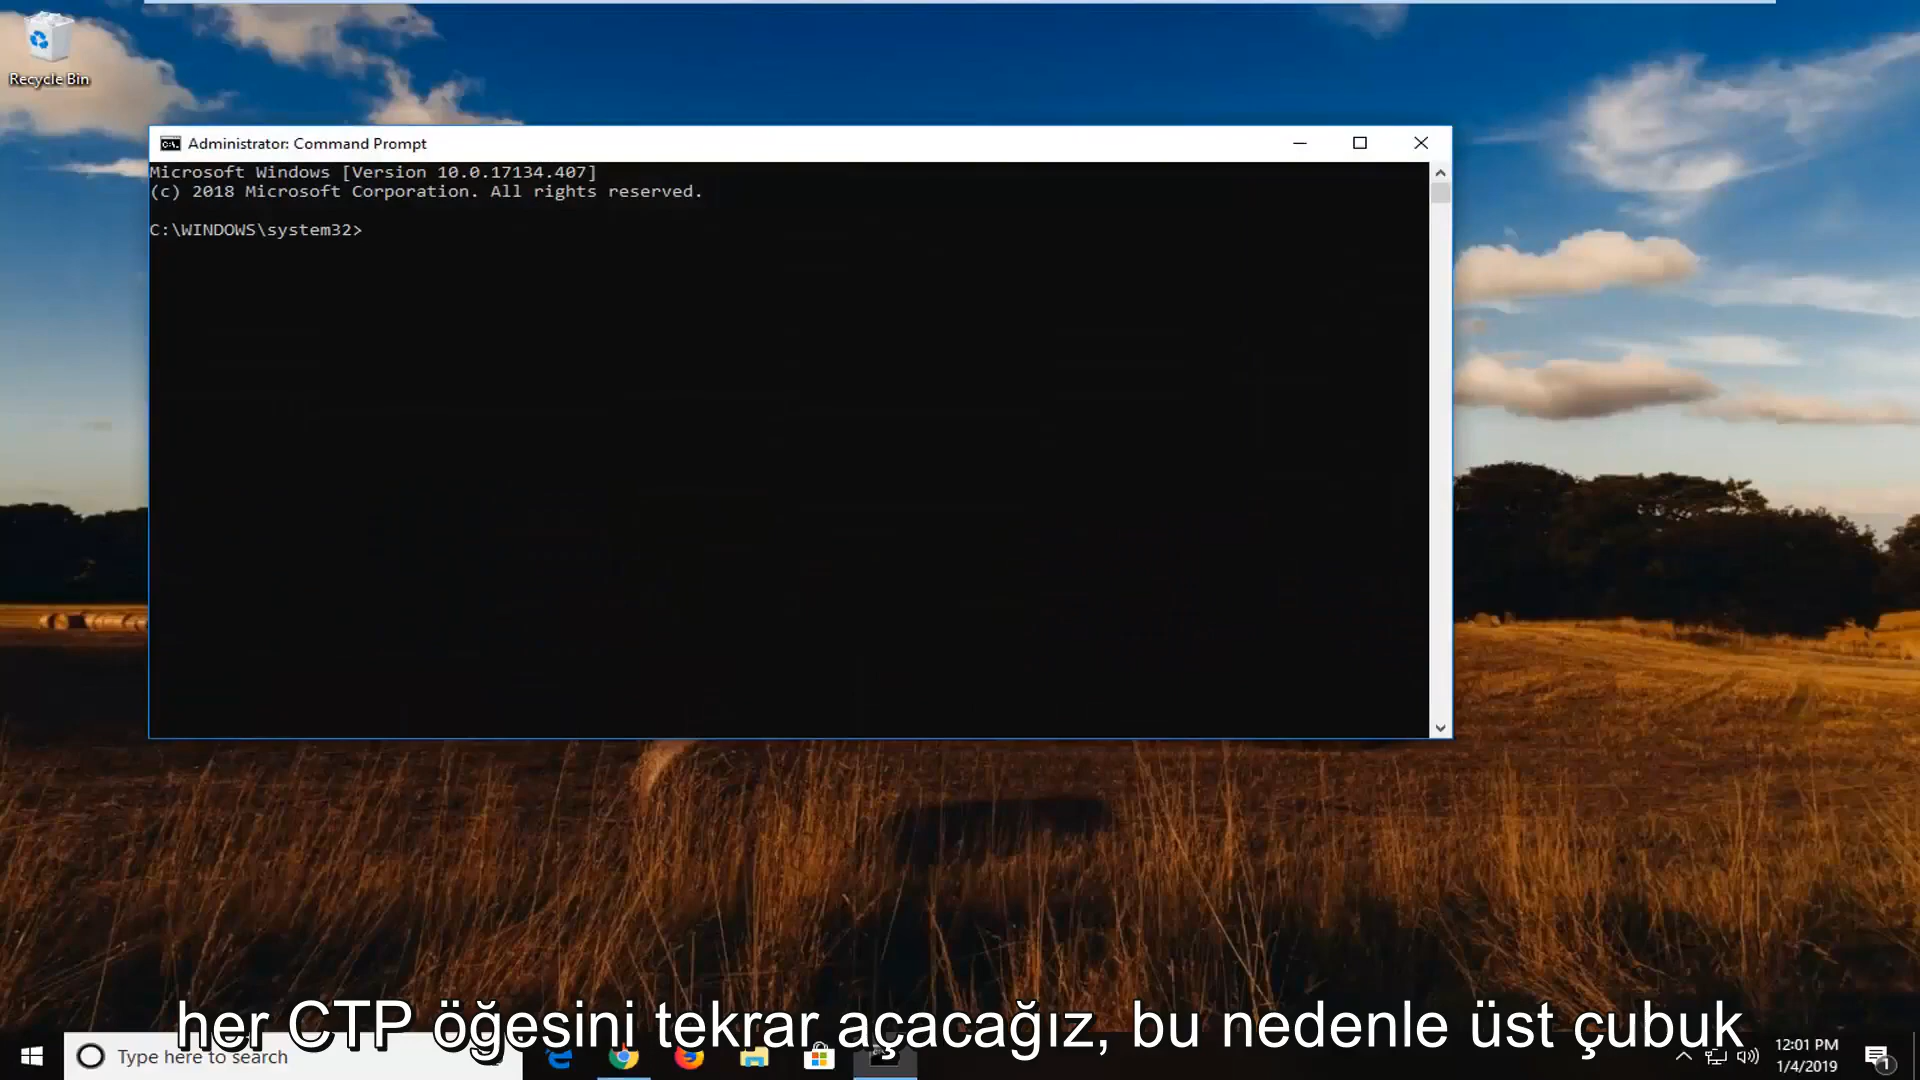 Recycle Bin
Administrator: Command Prompt
Microsoft Windows [Version 10.0.17134.407]
(c) 2018 Microsoft Corporation. All rights reserved.
C:\WINDOWS\system32>
her CTP öğesini tekrar açacağız, bu nedenle üst çubuk
Type here to search
12:01 PM
1/4/2019
1